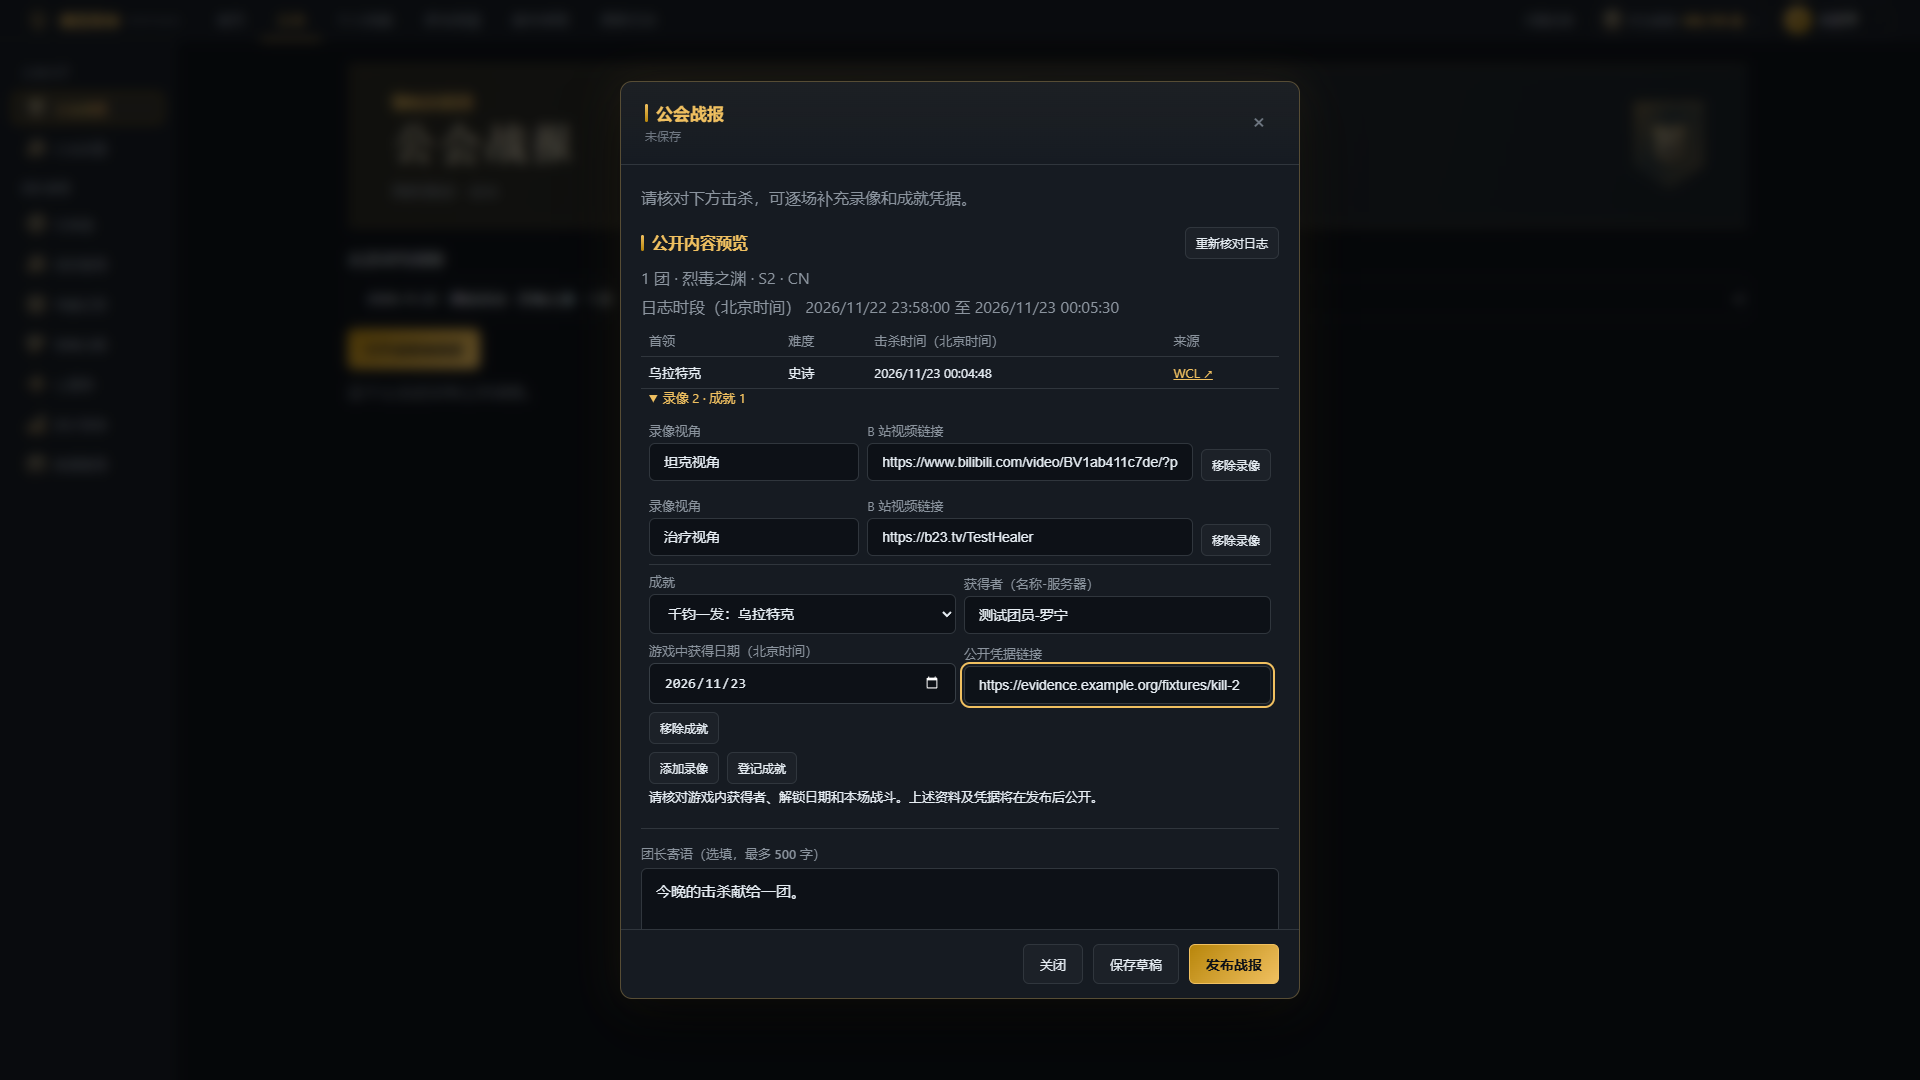 公会战报
未保存
×
请核对下方击杀，可逐场补充录像和成就凭据。
公开内容预览
重新核对日志
1 团 · 烈毒之渊 · S2 · CN
日志时段（北京时间） 2026/11/22 23:58:00 至 2026/11/23 00:05:30
首领 难度 击杀时间（北京时间） 来源
乌拉特克 史诗 2026/11/23 00:04:48 WCL ↗
▼ 录像 2 · 成就 1
录像视角 B 站视频链接
坦克视角 https://www.bilibili.com/video/BV1ab411c7de/?p 移除录像
录像视角 B 站视频链接
治疗视角 https://b23.tv/TestHealer 移除录像
成就 获得者（名称-服务器）
千钧一发：乌拉特克 测试团员-罗宁
游戏中获得日期（北京时间） 公开凭据链接
2026/11/23 https://evidence.example.org/fixtures/kill-2
移除成就
添加录像 登记成就
请核对游戏内获得者、解锁日期和本场战斗。上述资料及凭据将在发布后公开。
团长寄语（选填，最多 500 字）
今晚的击杀献给一团。
关闭 保存草稿 发布战报